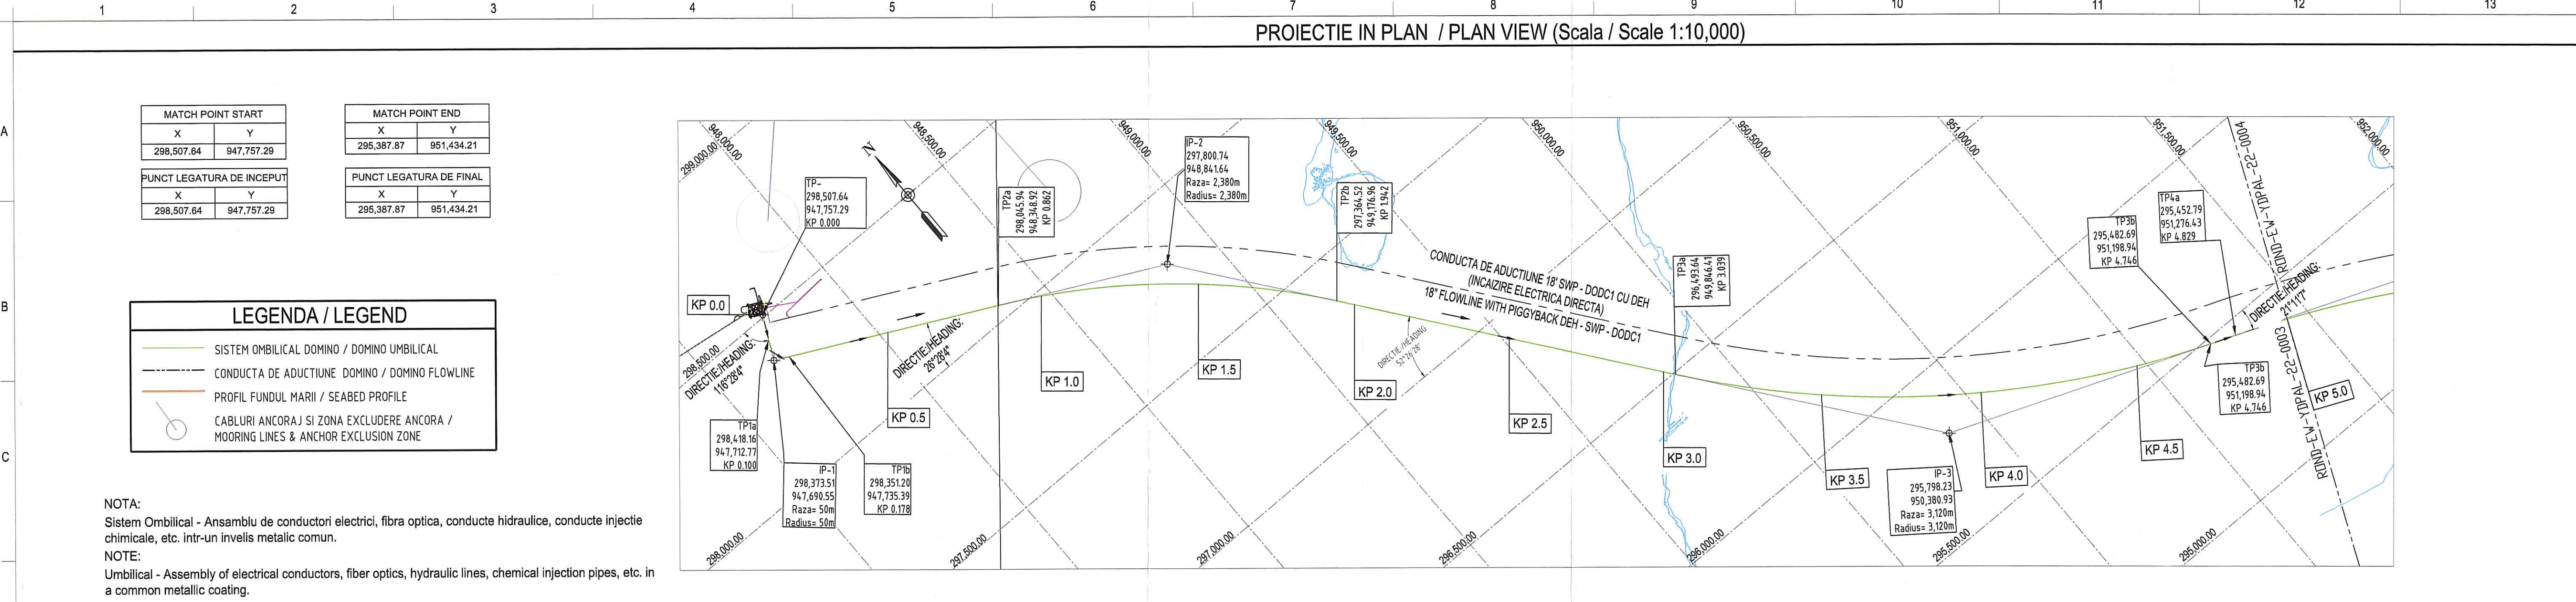 1 2 3 4 5 6 7 8 9 10 11 12 13
PROIECTIE IN PLAN / PLAN VIEW (Scala / Scale 1:10,000)
A
B
C
MATCH POINT START
X Y
298,507.64 947,757.29
PUNCT LEGATURA DE INCEPUT
X Y
298,507.64 947,757.29
MATCH POINT END
X Y
295,387.87 951,434.21
PUNCT LEGATURA DE FINAL
X Y
295,387.87 951,434.21
LEGENDA / LEGEND
SISTEM OMBILICAL DOMINO / DOMINO UMBILICAL
CONDUCTA DE ADUCTIUNE DOMINO / DOMINO FLOWLINE
PROFIL FUNDUL MARII / SEABED PROFILE
CABLURI ANCORAJ SI ZONA EXCLUDERE ANCORA /
MOORING LINES & ANCHOR EXCLUSION ZONE
NOTA:
Sistem Ombilical - Ansamblu de conductori electrici, fibra optica, conducte hidraulice, conducte injectie
chimicale, etc. intr-un invelis metalic comun.
NOTE:
Umbilical - Assembly of electrical conductors, fiber optics, hydraulic lines, chemical injection pipes, etc. in
a common metallic coating.
948,000.00
299,000.00
948,500.00
949,000.00
949,500.00
950,000.00
950,500.00
951,000.00
951,500.00
952,000.00
N
TP-
298,507.64
947,757.29
KP 0.000
TP2a
298,045.94
948,348.92
KP 0.862
IP-2
297,800.74
948,841.64
Raza= 2,380m
Radius= 2,380m
TP2b
297,364.52
949,176.96
KP 1.942
CONDUCTA DE ADUCTIUNE 18' SWP - DODC1 CU DEH
(INCAIZIRE ELECTRICA DIRECTA)
18" FLOWLINE WITH PIGGYBACK DEH - SWP - DODC1
TP3a
296,493.64
949,846.41
KP 3.039
TP3b
295,482.69
951,198.94
KP 4.746
TP4a
295,452.79
951,276.43
KP 4.829
ROND-EW-YDPAL-22-0004
DIRECTIE/HEADING:
21°11'7"
KP 0.0
298,500.00
DIRECTIE/HEADING:
116°28'4"
DIRECTIE/HEADING:
26°28'4"
DIRECTIE/HEADING
52°26'28"
KP 0.5
KP 1.0
KP 1.5
KP 2.0
KP 2.5
KP 3.0
KP 3.5
KP 4.0
KP 4.5
KP 5.0
TP3b
295,482.69
951,198.94
KP 4.746
ROND-EW-YDPAL-22-0003
TP1a
298,418.16
947,712.77
KP 0.100
IP-1
298,373.51
947,690.55
Raza= 50m
Radius= 50m
TP1b
298,351.20
947,735.39
KP 0.178
IP-3
295,798.23
950,380.93
Raza= 3,120m
Radius= 3,120m
298,000.00
297,500.00
297,000.00
296,500.00
296,000.00
295,500.00
295,000.00